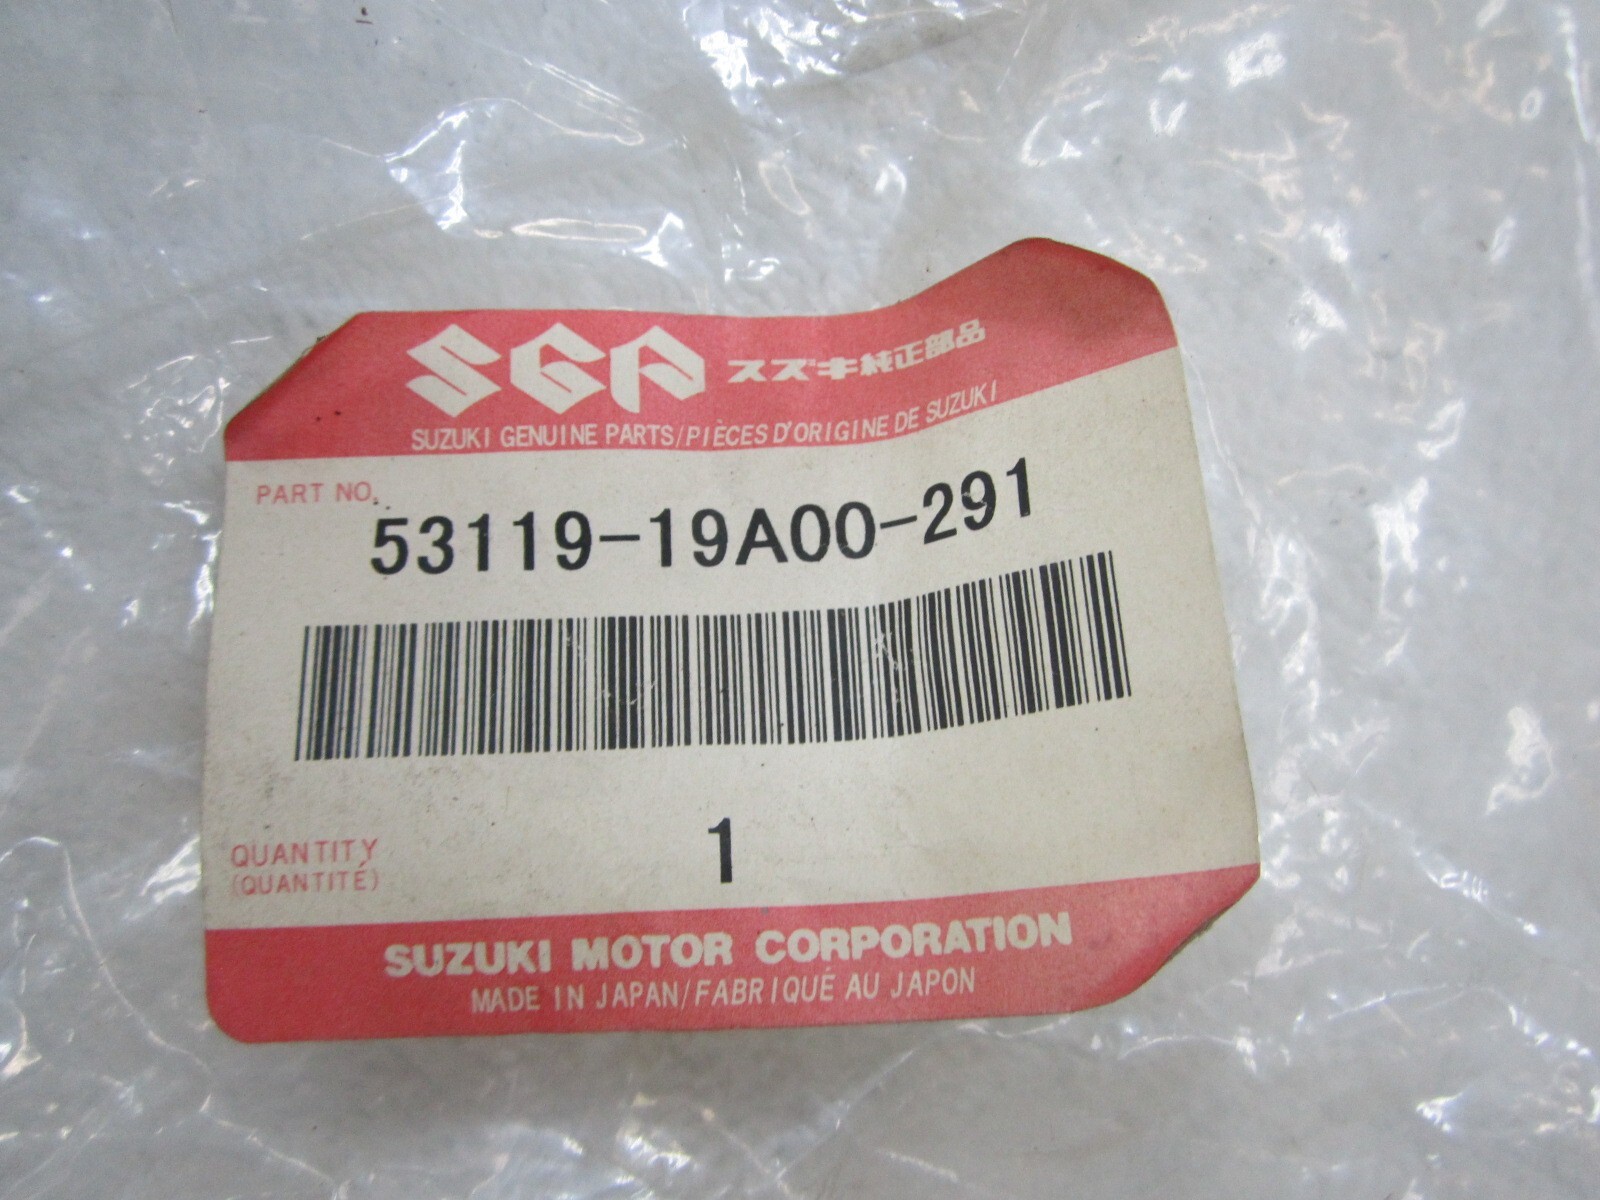 SGP スズキ純正部品
SUZUKI GENUINE PARTS/PIÈCES D'ORIGINE DE SUZUKI
PART NO.
53119-19A00-291
QUANTITY
(QUANTITÉ)
1
SUZUKI MOTOR CORPORATION
MADE IN JAPAN/FABRIQUÉ AU JAPON